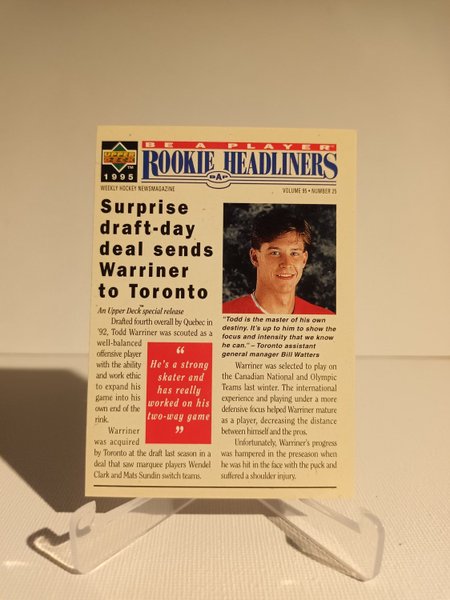 BE A PLAYER
UPPER
DECK
1995
ROOKIE HEADLINERS
PAP
WEEKLY HOCKEY NEWSMAGAZINE
VOLUME 95 • NUMBER 25
Surprise
draft-day
deal sends
Warriner
to Toronto
An Upper Deck™ special release
Drafted fourth overall by Quebec in
'92, Todd Warriner was scouted as a
well-balanced
offensive player
with the ability
and work ethic
to expand his
game into his
own end of the
rink.
Warriner
was acquired
by Toronto at the draft last season in a
deal that saw marquee players Wendel
Clark and Mats Sundin switch teams.
“
He's a strong
skater and
has really
worked on his
two-way game
”
"Todd is the master of his own
destiny. It's up to him to show the
focus and intensity that we know
he can." – Toronto assistant
general manager Bill Watters
Warriner was selected to play on
the Canadian National and Olympic
Teams last winter. The international
experience and playing under a more
defensive focus helped Warriner mature
as a player, decreasing the distance
between himself and the pros.
Unfortunately, Warriner's progress
was hampered in the preseason when
he was hit in the face with the puck and
suffered a shoulder injury.